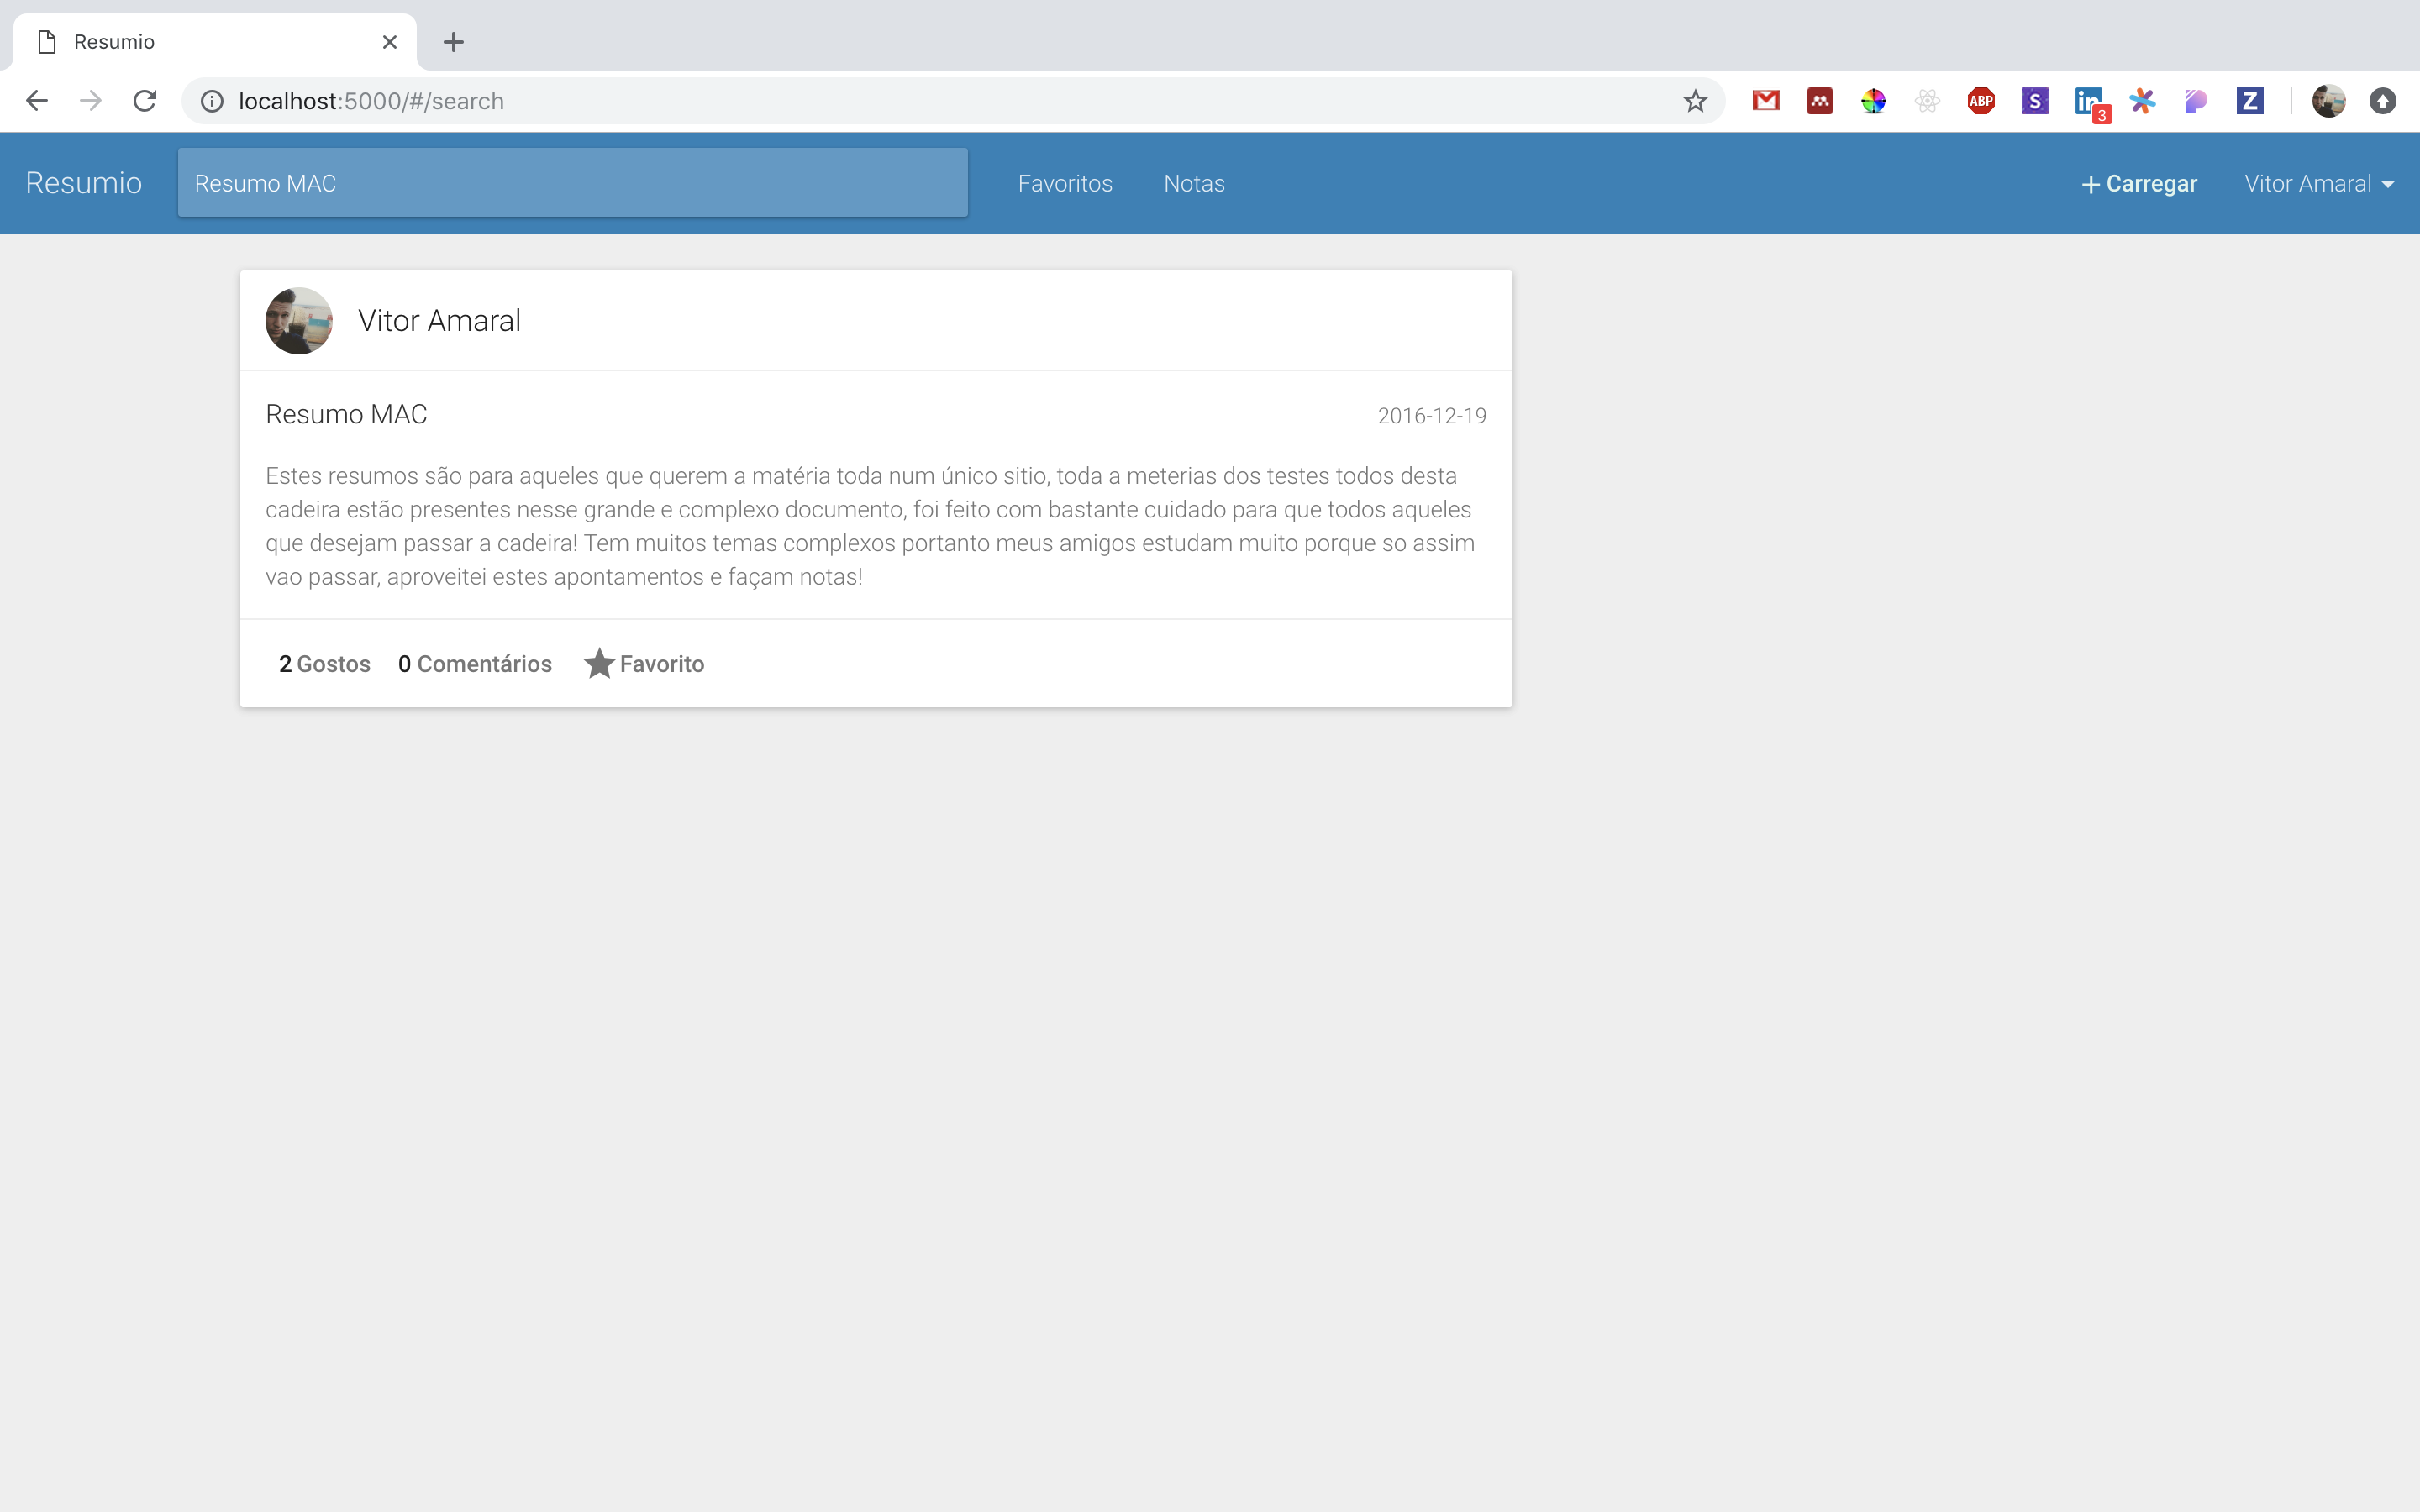 Resumio
localhost:5000/#/search
ABP
S
in
3
Z
Resumio
Resumo MAC
Favoritos
Notas
+ Carregar
Vitor Amaral
Vitor Amaral
Resumo MAC
2016-12-19
Estes resumos são para aqueles que querem a matéria toda num único sitio, toda a meterias dos testes todos desta
cadeira estão presentes nesse grande e complexo documento, foi feito com bastante cuidado para que todos aqueles
que desejam passar a cadeira! Tem muitos temas complexos portanto meus amigos estudam muito porque so assim
vao passar, aproveitei estes apontamentos e façam notas!
2 Gostos 0 Comentários Favorito